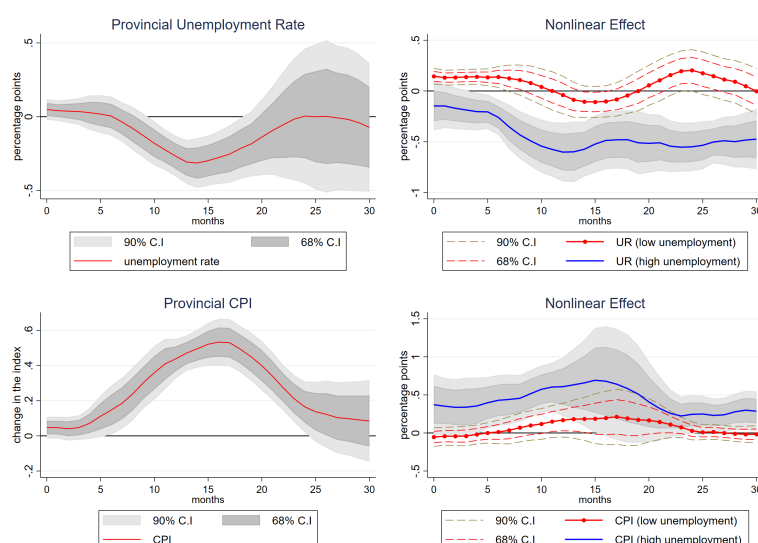 Provincial Unemployment Rate
percentage points
.5
0
-.5
0 5 10 15 20 25 30
months
90% C.I 68% C.I
unemployment rate
Nonlinear Effect
percentage points
.5
0
-.5
-1
0 5 10 15 20 25 30
months
90% C.I UR (low unemployment)
68% C.I UR (high unemployment)
Provincial CPI
change in the index
.6
.4
.2
0
-.2
0 5 10 15 20 25 30
months
90% C.I 68% C.I
CPI
Nonlinear Effect
percentage points
1.5
1
.5
0
-.5
0 5 10 15 20 25 30
months
90% C.I CPI (low unemployment)
68% C.I CPI (high unemployment)